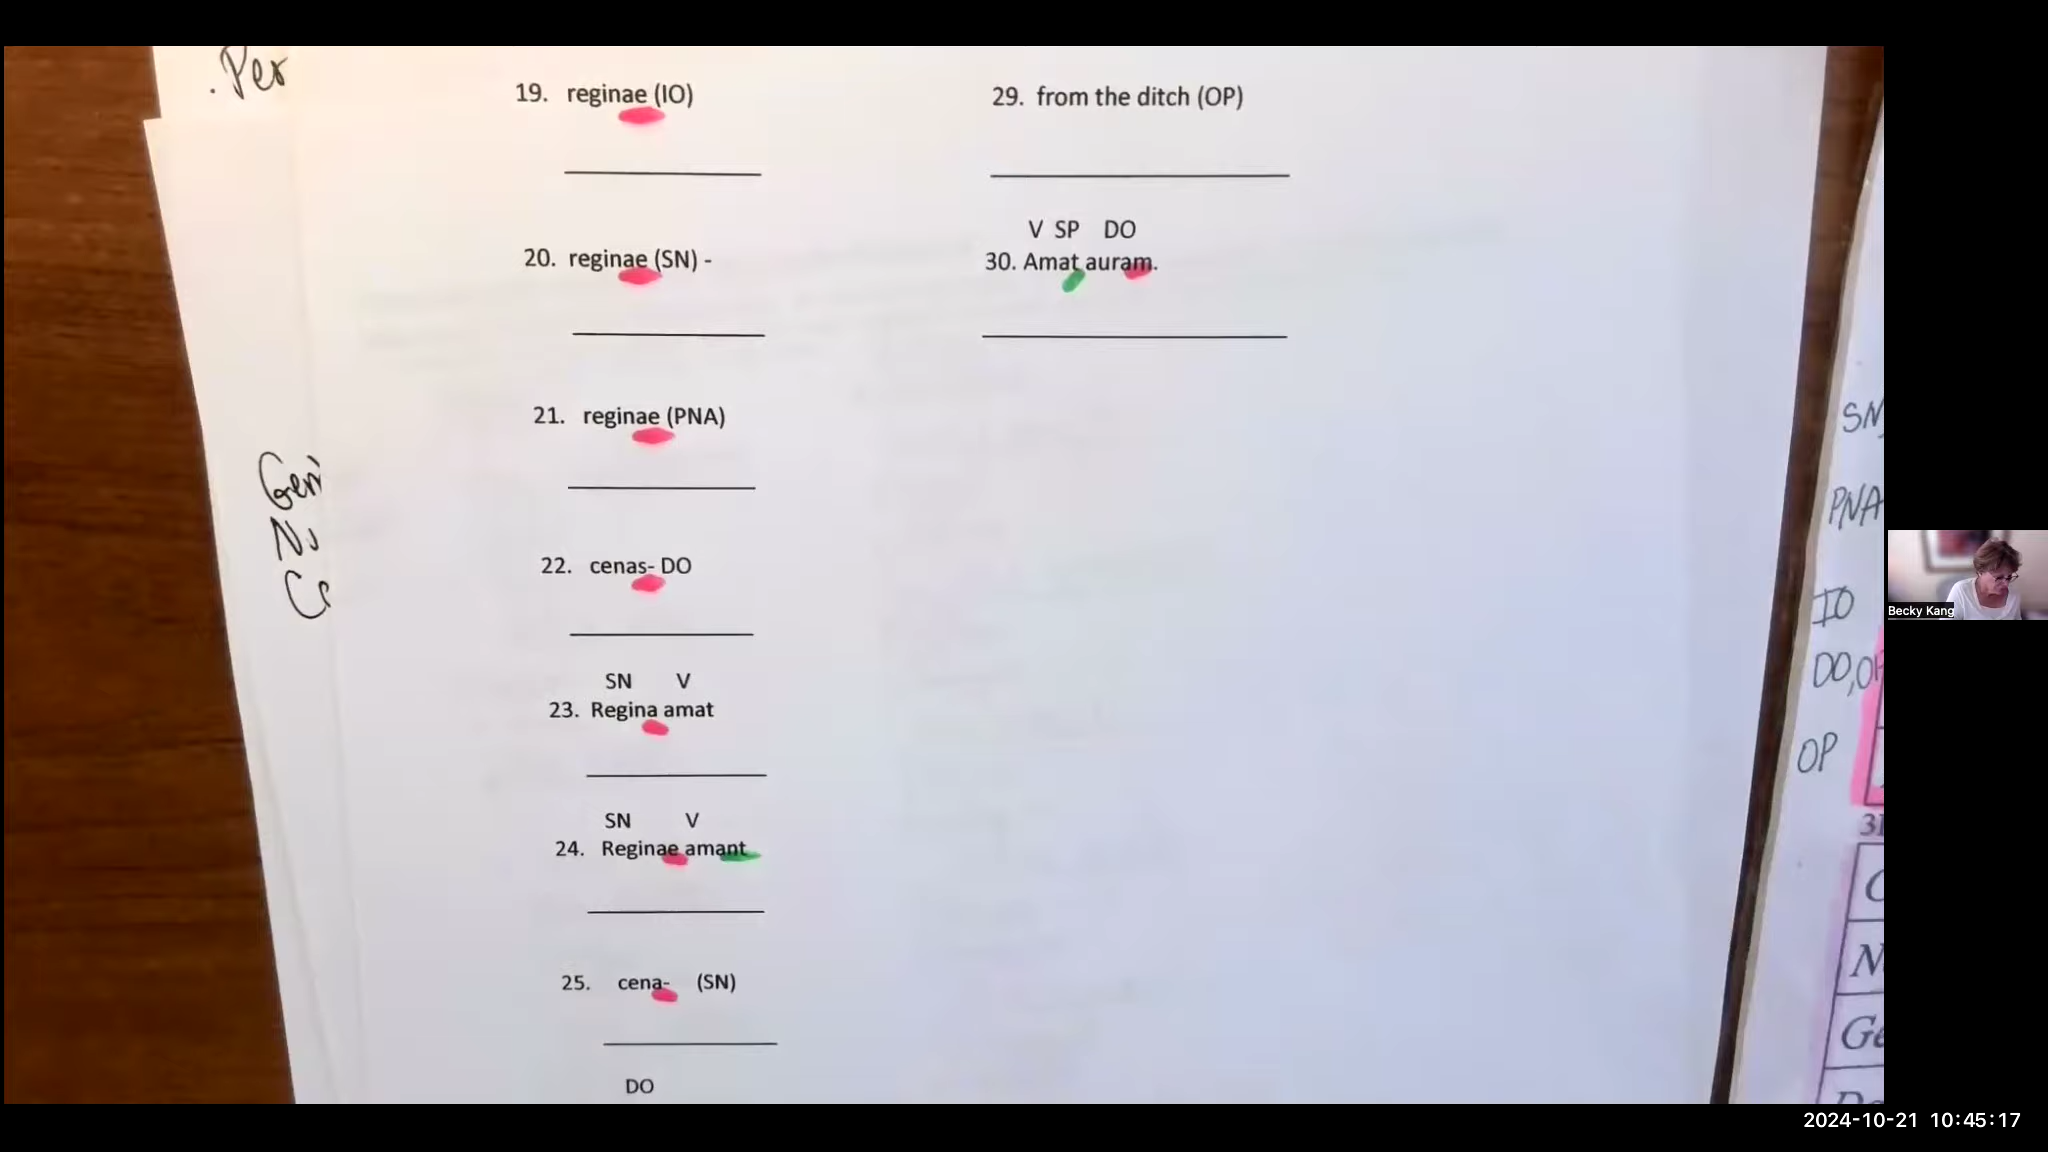 . Per
19. reginae (IO)
20. reginae (SN) -
21. reginae (PNA)
22. cenas- DO
SN V
23. Regina amat
SN V
24. Reginae amant
25. cena- (SN)
DO
29. from the ditch (OP)
V SP DO
30. Amat auram.
SN,
PNA
IO
DO, OP
OP
Becky Kang
2024-10-21 10:45:17